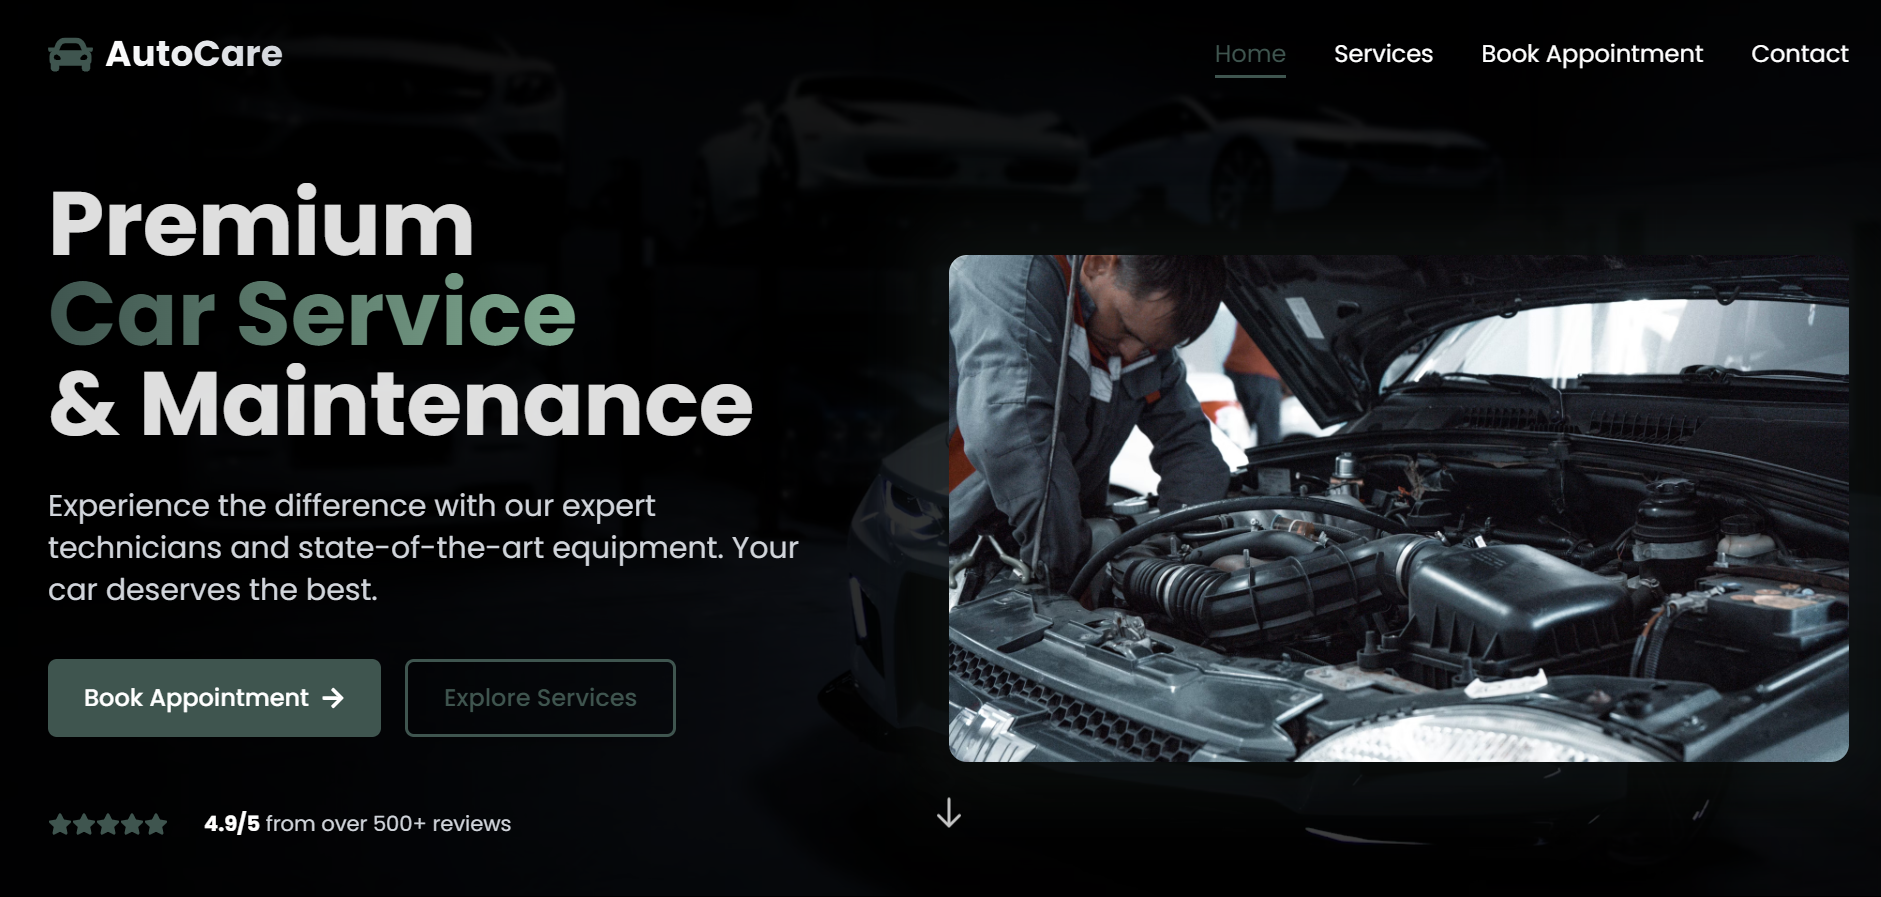 AutoCare
Home
Services
Book Appointment
Contact
Premium
Car Service
& Maintenance
Experience the difference with our expert
technicians and state-of-the-art equipment. Your
car deserves the best.
Book Appointment
Explore Services
4.9/5 from over 500+ reviews